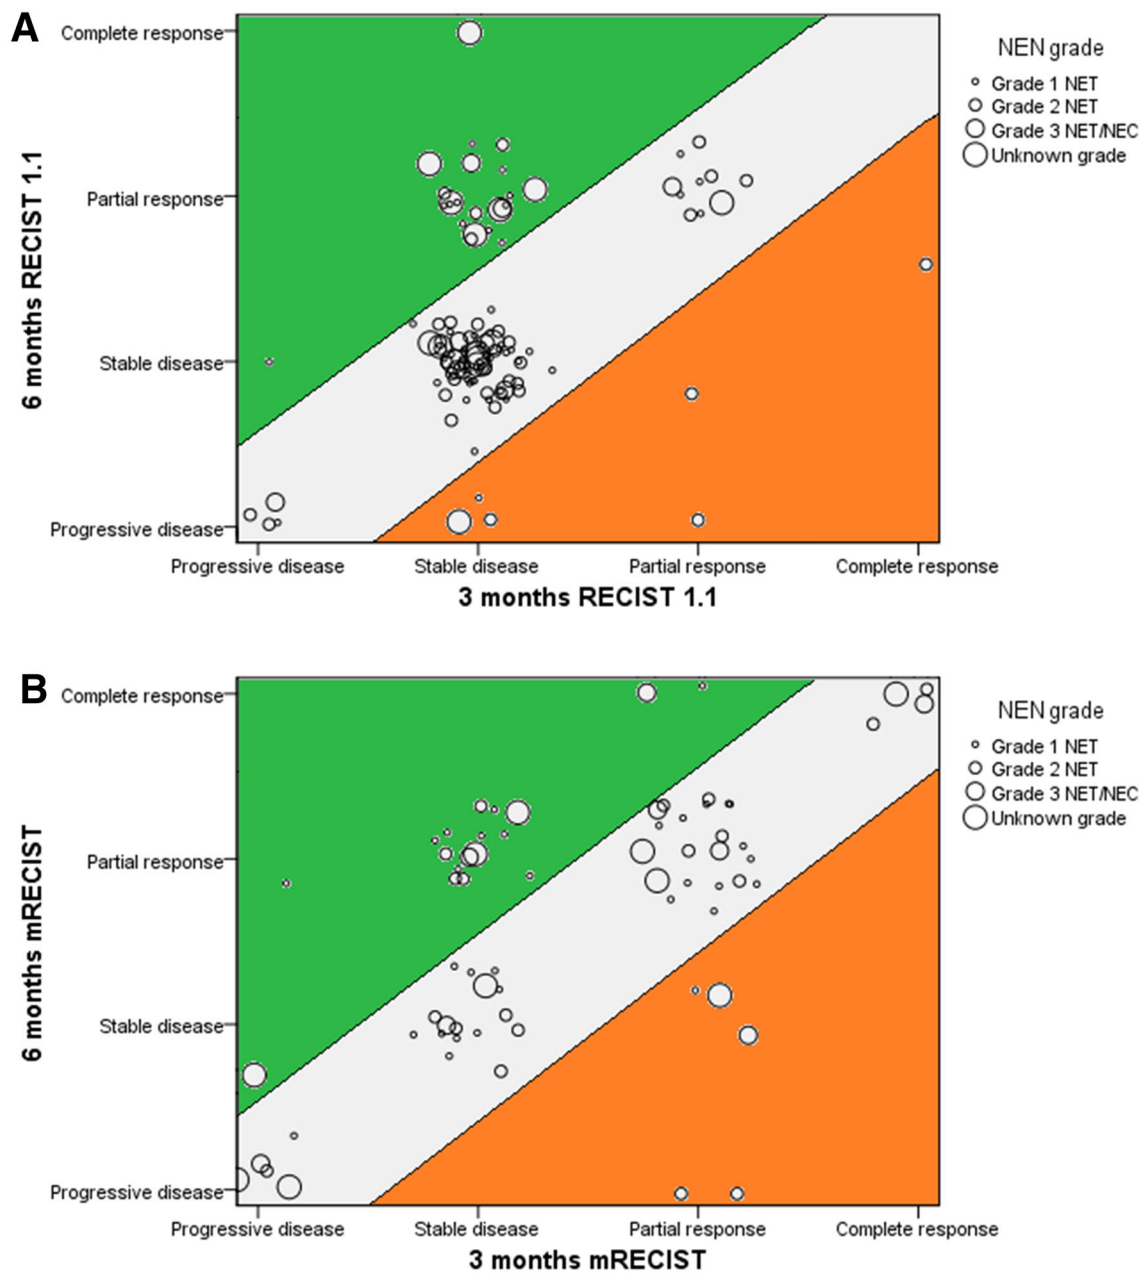 A
Complete response
Partial response
Stable disease
Progressive disease
6 months RECIST 1.1
Progressive disease
Stable disease
Partial response
Complete response
3 months RECIST 1.1
NEN grade
Grade 1 NET
Grade 2 NET
Grade 3 NET/NEC
Unknown grade
B
Complete response
Partial response
Stable disease
Progressive disease
6 months mRECIST
Progressive disease
Stable disease
Partial response
Complete response
3 months mRECIST
NEN grade
Grade 1 NET
Grade 2 NET
Grade 3 NET/NEC
Unknown grade